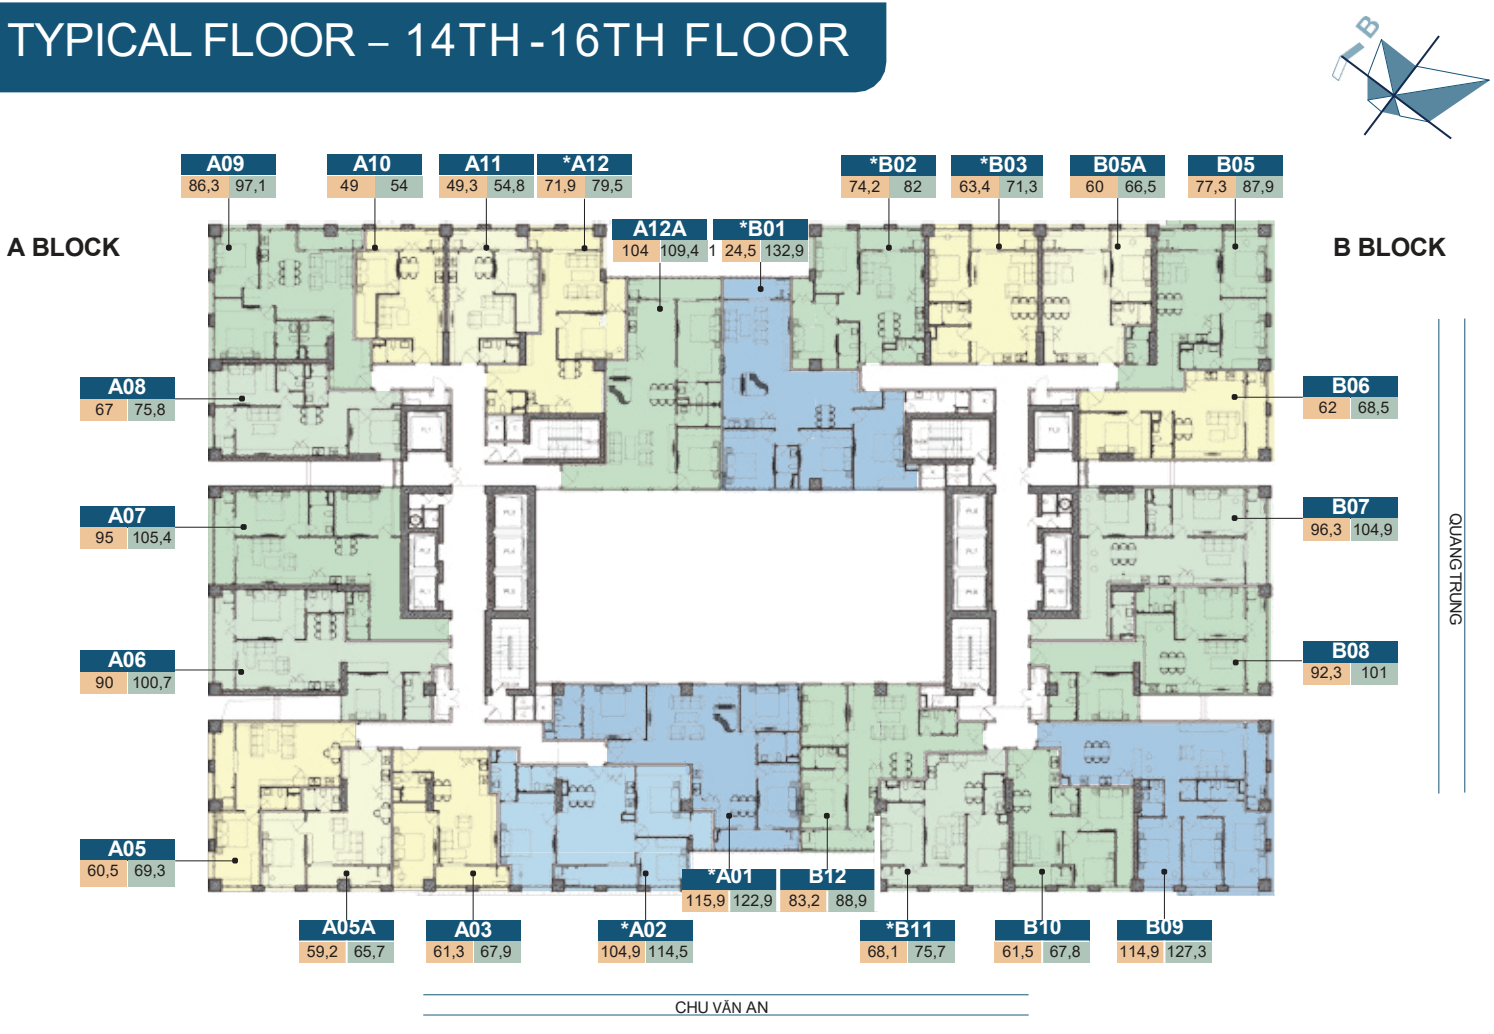 TYPICAL FLOOR – 14TH -16TH FLOOR
B
A09
86,3 97,1
A10
49 54
A11
49,3 54,8
*A12
71,9 79,5
*B02
74,2 82
*B03
63,4 71,3
B05A
60 66,5
B05
77,3 87,9
A BLOCK
A12A
104 109,4
*B01
1 24,5 132,9
B BLOCK
A08
67 75,8
B06
62 68,5
A07
95 105,4
B07
96,3 104,9
QUANG TRUNG
A06
90 100,7
B08
92,3 101
A05
60,5 69,3
*A01
115,9 122,9
B12
83,2 88,9
A05A
59,2 65,7
A03
61,3 67,9
*A02
104,9 114,5
*B11
68,1 75,7
B10
61,5 67,8
B09
114,9 127,3
CHU VĂN AN